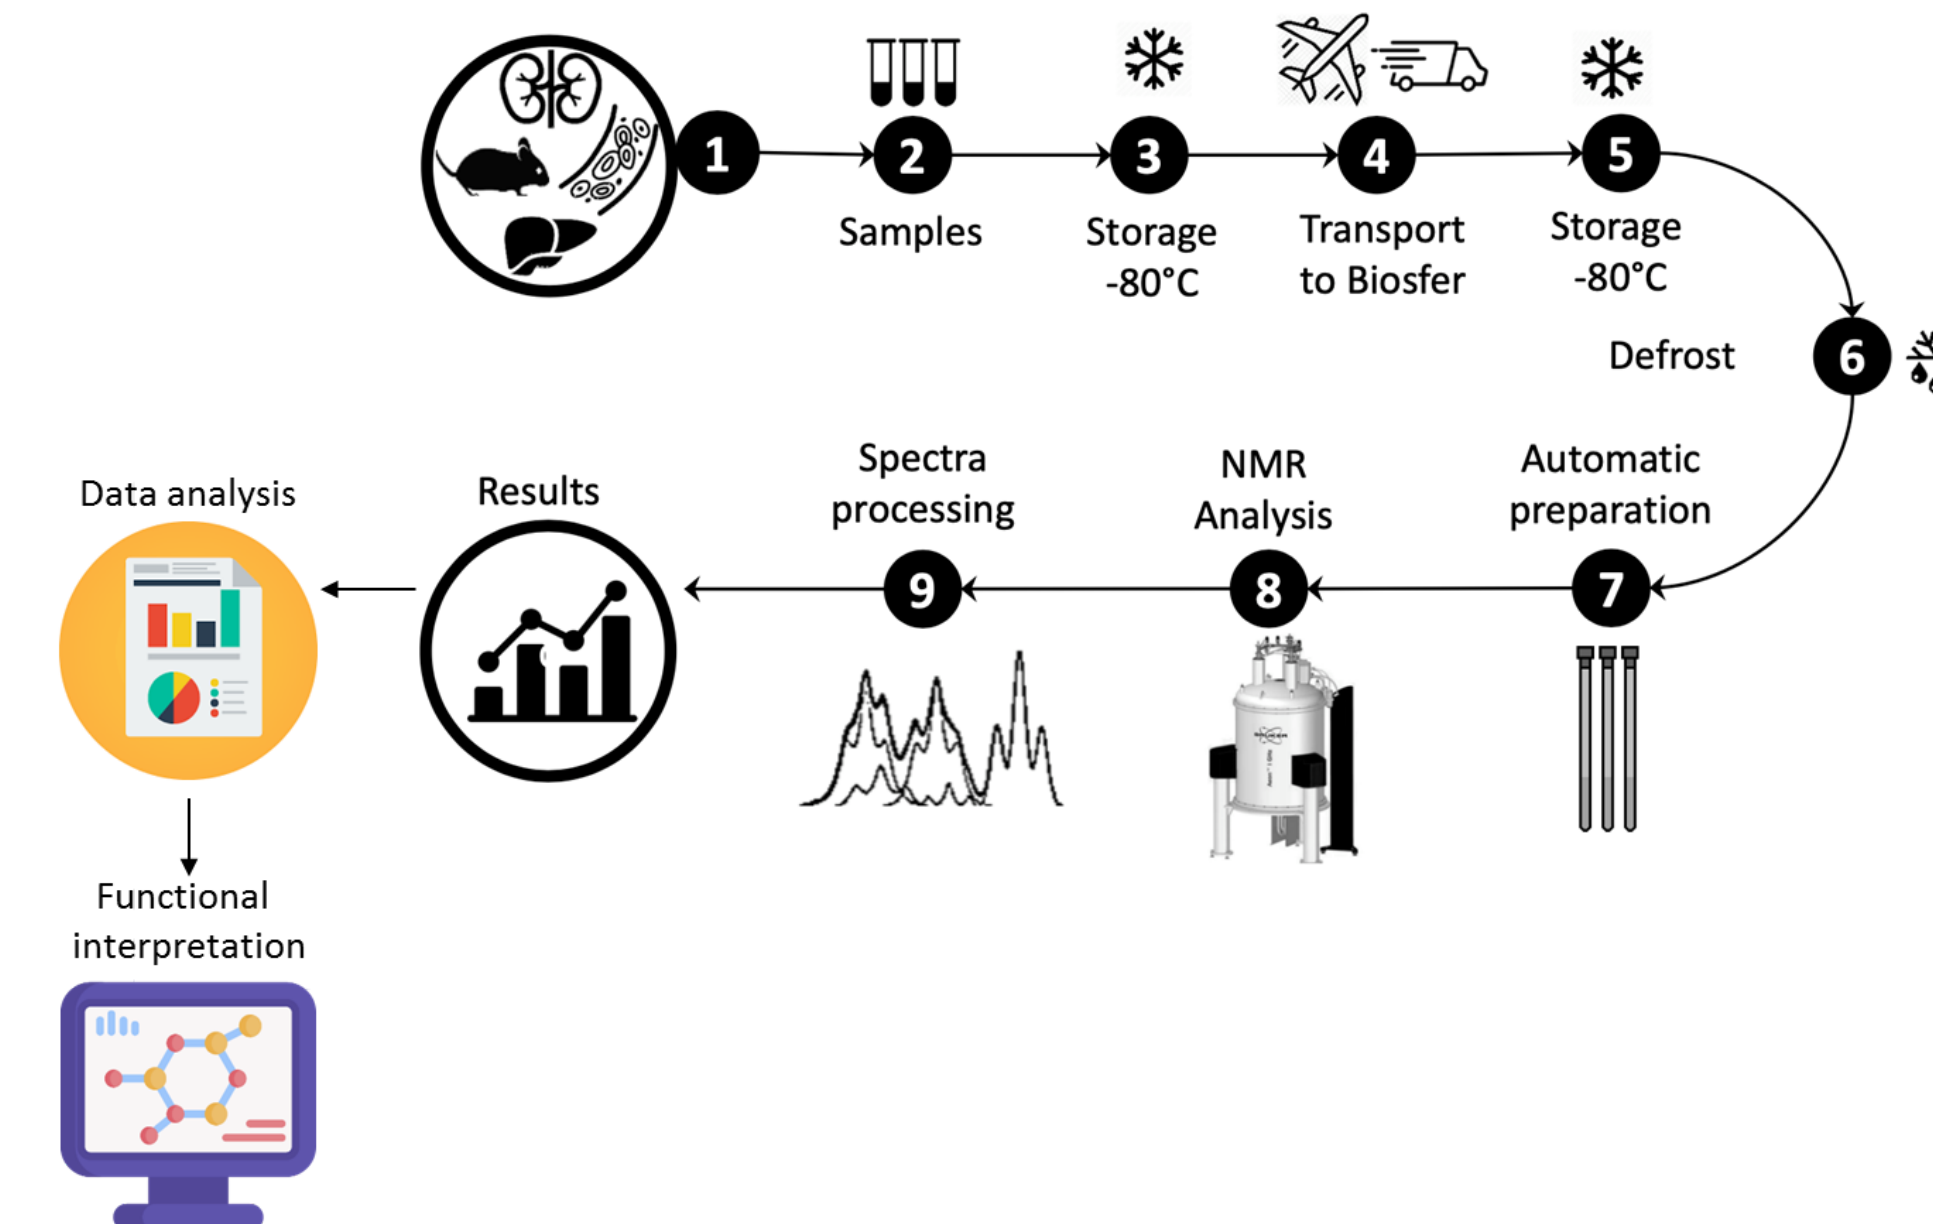 1
2
3
4
5
Samples
Storage
-80°C
Transport
to Biosfer
Storage
-80°C
Defrost
6
Spectra
processing
NMR
Analysis
Automatic
preparation
Data analysis
Results
9
8
7
BRUKER
Functional
interpretation